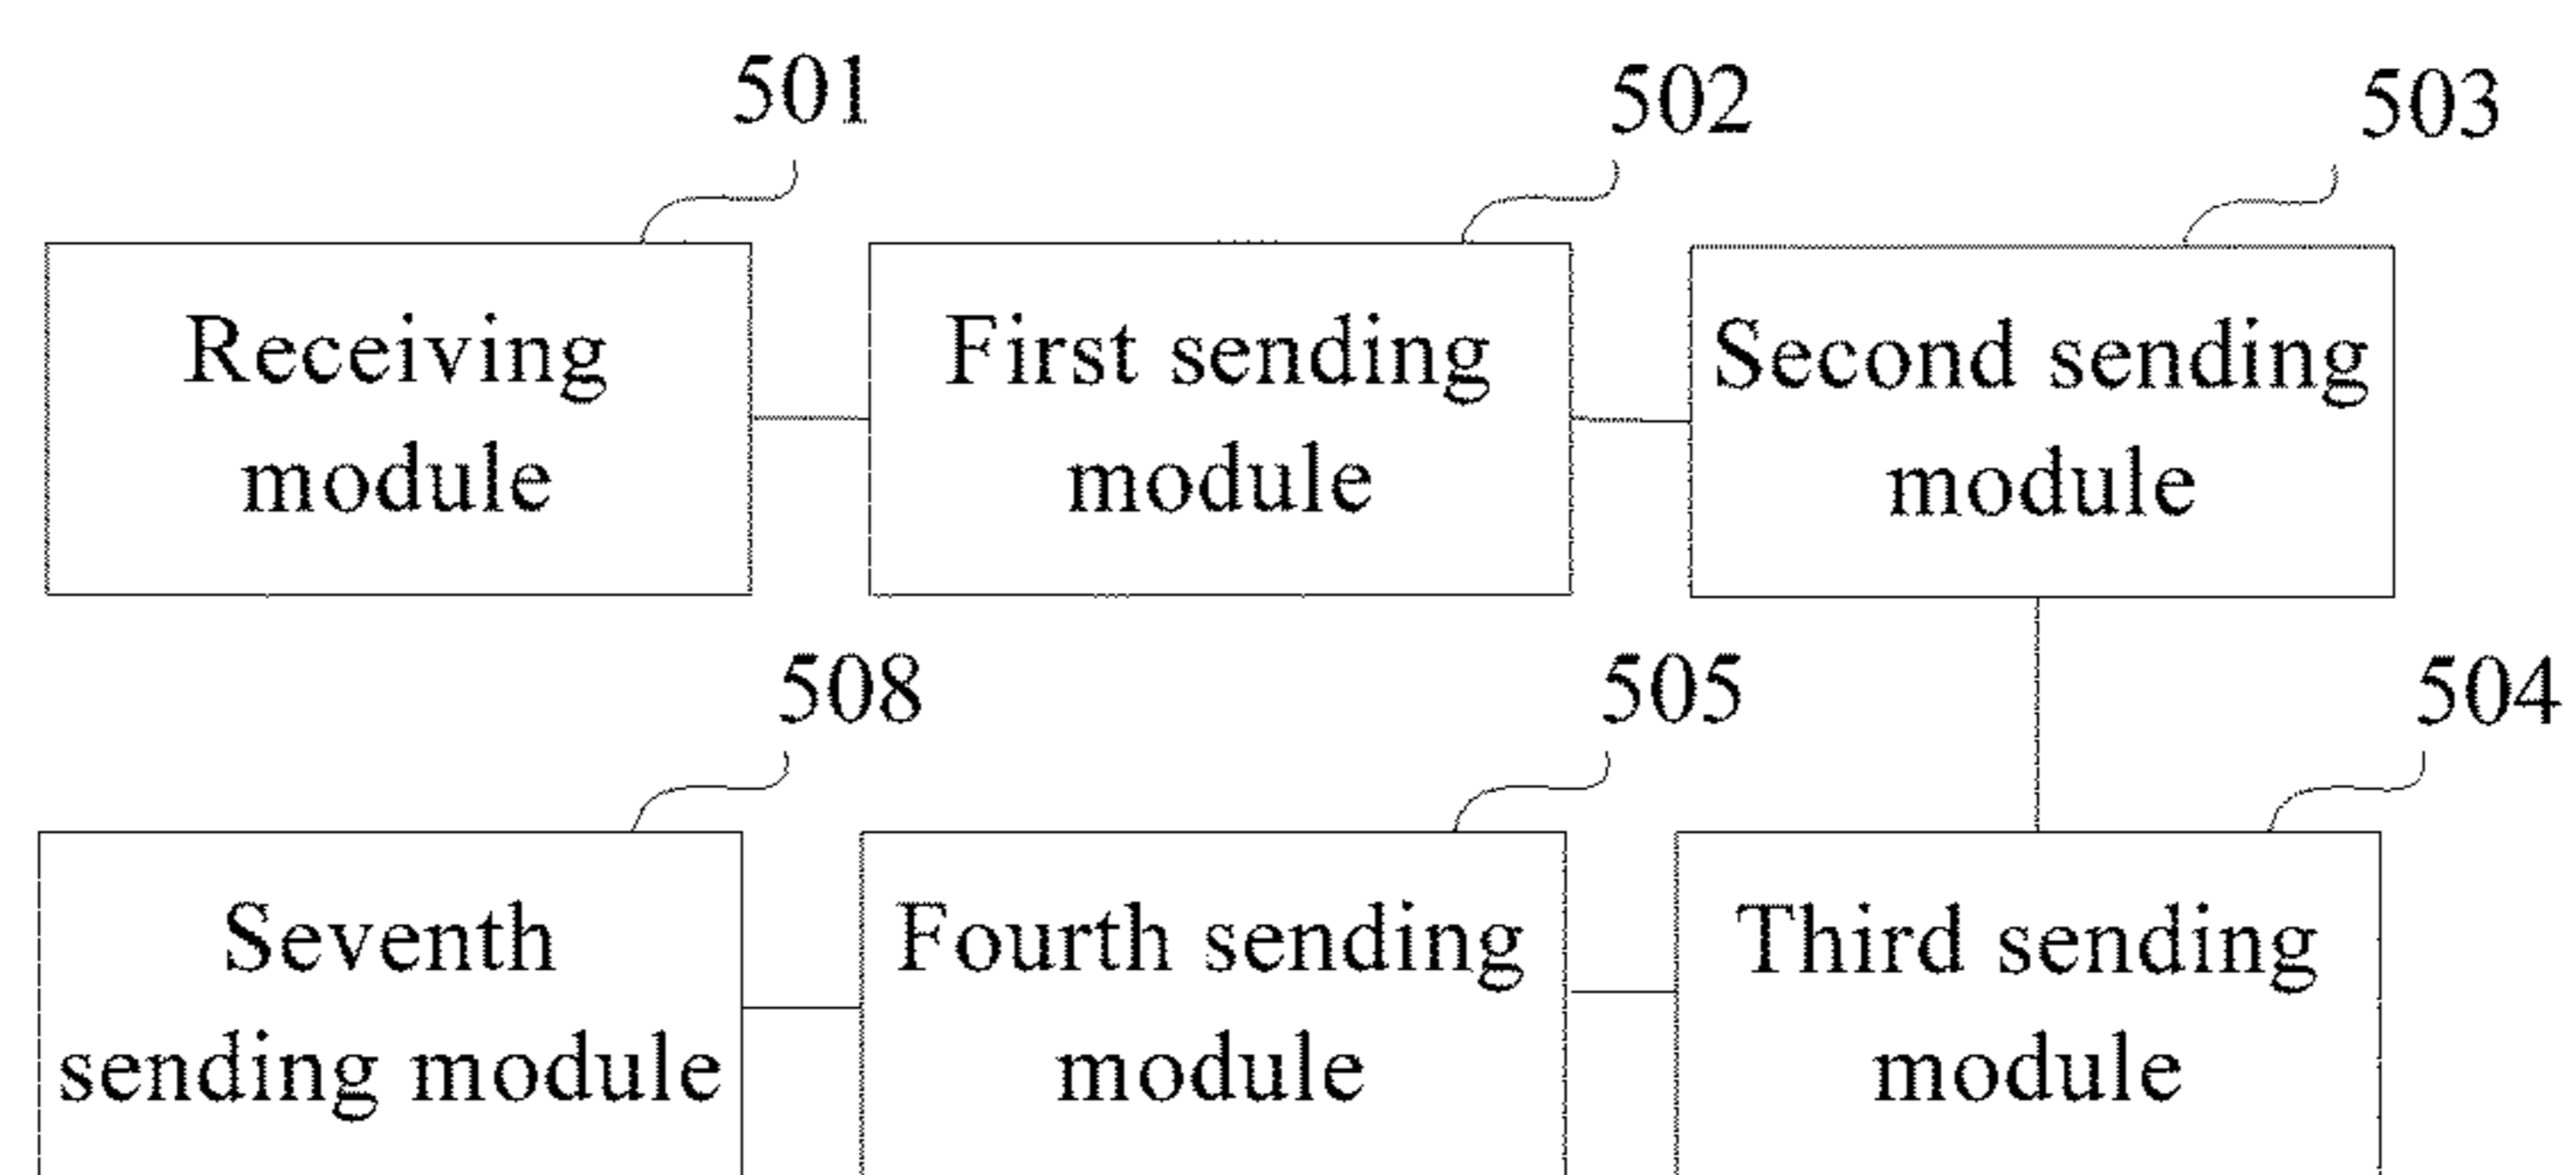 501
502
503
Receiving
module
First sending
module
Second sending
module
508
505
504
Seventh
sending module
Fourth sending
module
Third sending
module